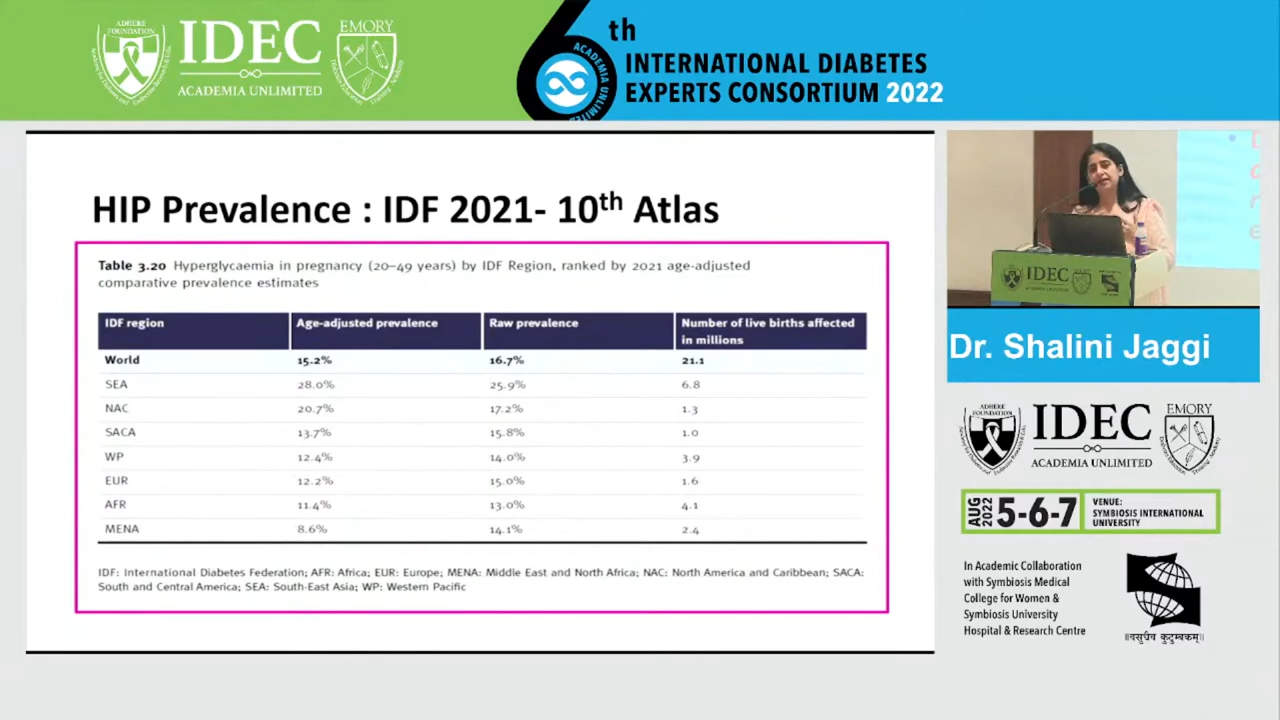 ADHERE
FOUNDATION
IDEC
ACADEMIA UNLIMITED
EMORY
6th
ACADEMIA UNLIMITED
INTERNATIONAL DIABETES
EXPERTS CONSORTIUM 2022
HIP Prevalence : IDF 2021- 10th Atlas
Table 3.20 Hyperglycaemia in pregnancy (20–49 years) by IDF Region, ranked by 2021 age-adjusted
comparative prevalence estimates
IDF region Age-adjusted prevalence Raw prevalence Number of live births affected
in millions
World 15.2% 16.7% 21.1
SEA 28.0% 25.9% 6.8
NAC 20.7% 17.2% 1.3
SACA 13.7% 15.8% 1.0
WP 12.4% 14.0% 3.9
EUR 12.2% 15.0% 1.6
AFR 11.4% 13.0% 4.1
MENA 8.6% 14.1% 2.4
IDF: International Diabetes Federation; AFR: Africa; EUR: Europe; MENA: Middle East and North Africa; NAC: North America and Caribbean; SACA:
South and Central America; SEA: South-East Asia; WP: Western Pacific
IDEC
Dr. Shalini Jaggi
ADHERE
FOUNDATION
IDEC
ACADEMIA UNLIMITED
EMORY
AUG
2022
5-6-7
VENUE:
SYMBIOSIS INTERNATIONAL
UNIVERSITY
In Academic Collaboration
with Symbiosis Medical
College for Women &
Symbiosis University
Hospital & Research Centre
॥वसुधैव कुटुम्बकम्॥